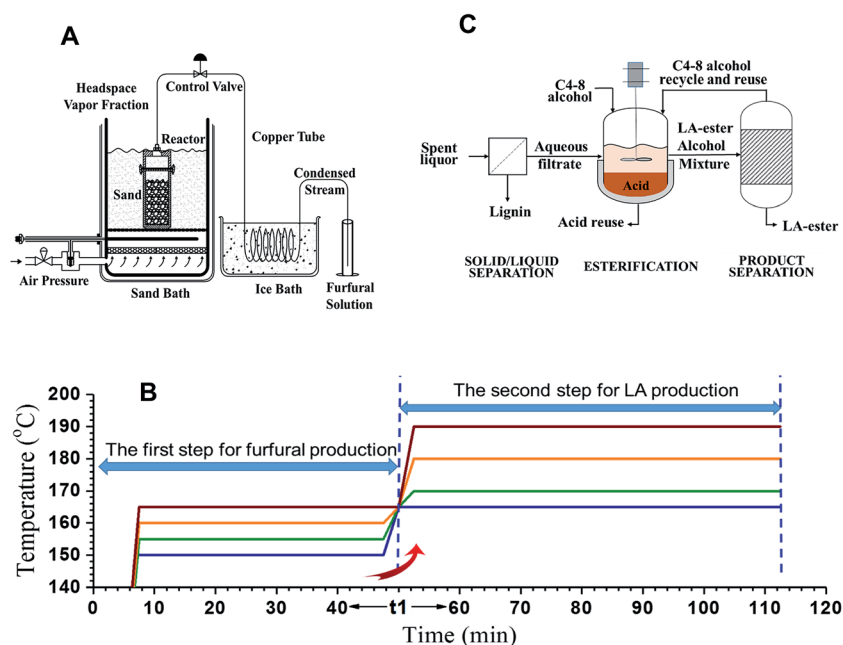 A
Headspace
Vapor Fraction
Control Valve
Reactor
Copper Tube
Sand
Condensed
Stream
Air Pressure
Sand Bath
Ice Bath
Furfural
Solution
C
C4-8
alcohol
C4-8 alcohol
recycle and reuse
Spent
liquor
Aqueous
filtrate
LA-ester
Alcohol
Mixture
Acid
Lignin
Acid reuse
LA-ester
SOLID/LIQUID
SEPARATION
ESTERIFICATION
PRODUCT
SEPARATION
B
The second step for LA production
The first step for furfural production
Temperature (°C)
200
190
180
170
160
150
140
0 10 20 30 40 t1 60 70 80 90 100 110 120
Time (min)